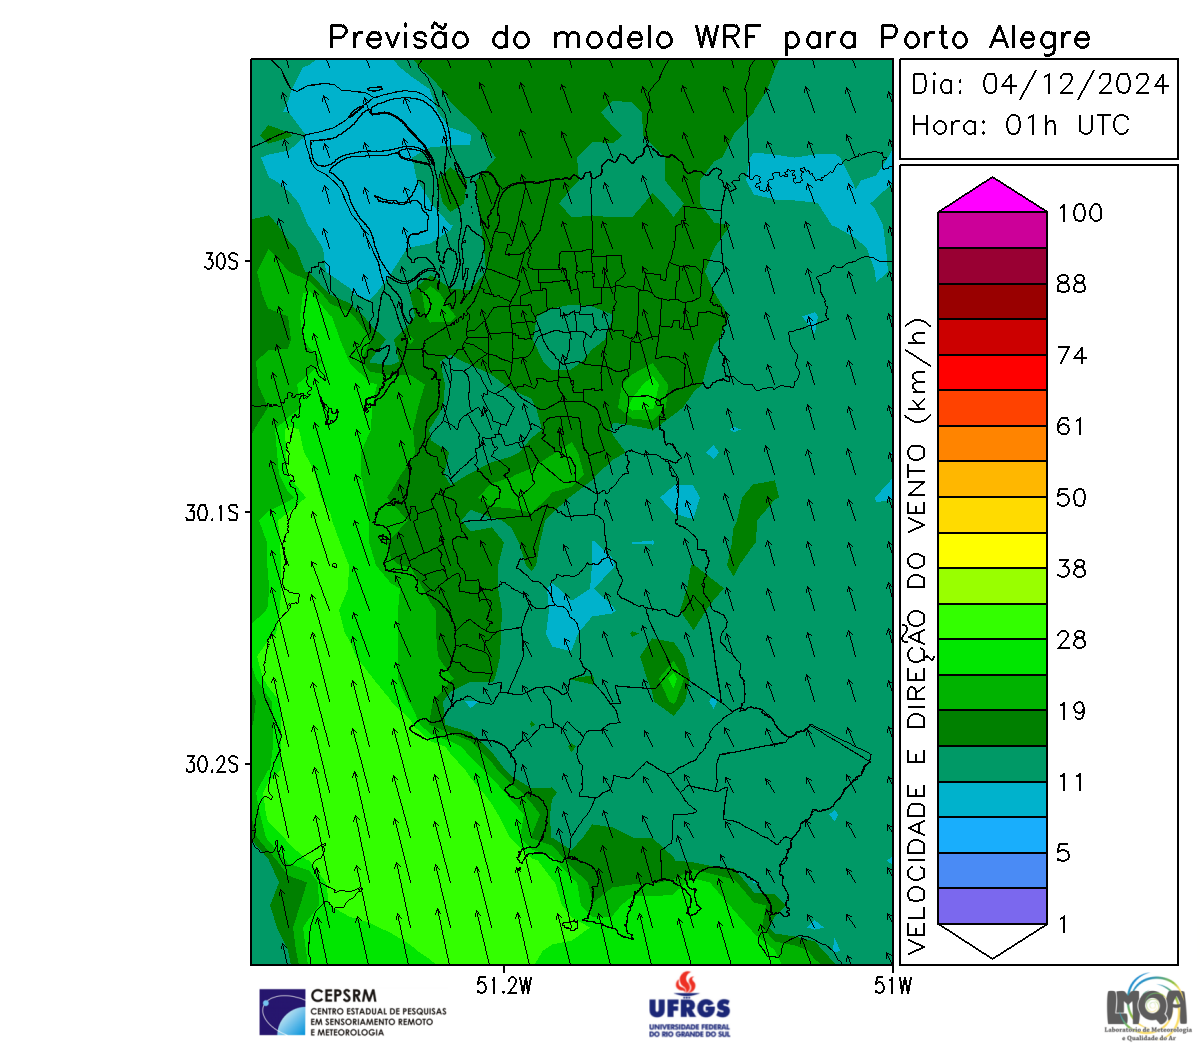 Previsão do modelo WRF para Porto Alegre
Dia: 04/12/2024
Hora: 01h UTC
30S
30.1S
30.2S
51.2W
51W
VELOCIDADE E DIREÇÃO DO VENTO (km/h)
100
88
74
61
50
38
28
19
11
5
1
CEPSRM
CENTRO ESTADUAL DE PESQUISAS
EM SENSORIAMENTO REMOTO
E METEOROLOGIA
UFRGS
UNIVERSIDADE FEDERAL
DO RIO GRANDE DO SUL
LMQA
Laboratório de Meteorologia
e Qualidade do Ar